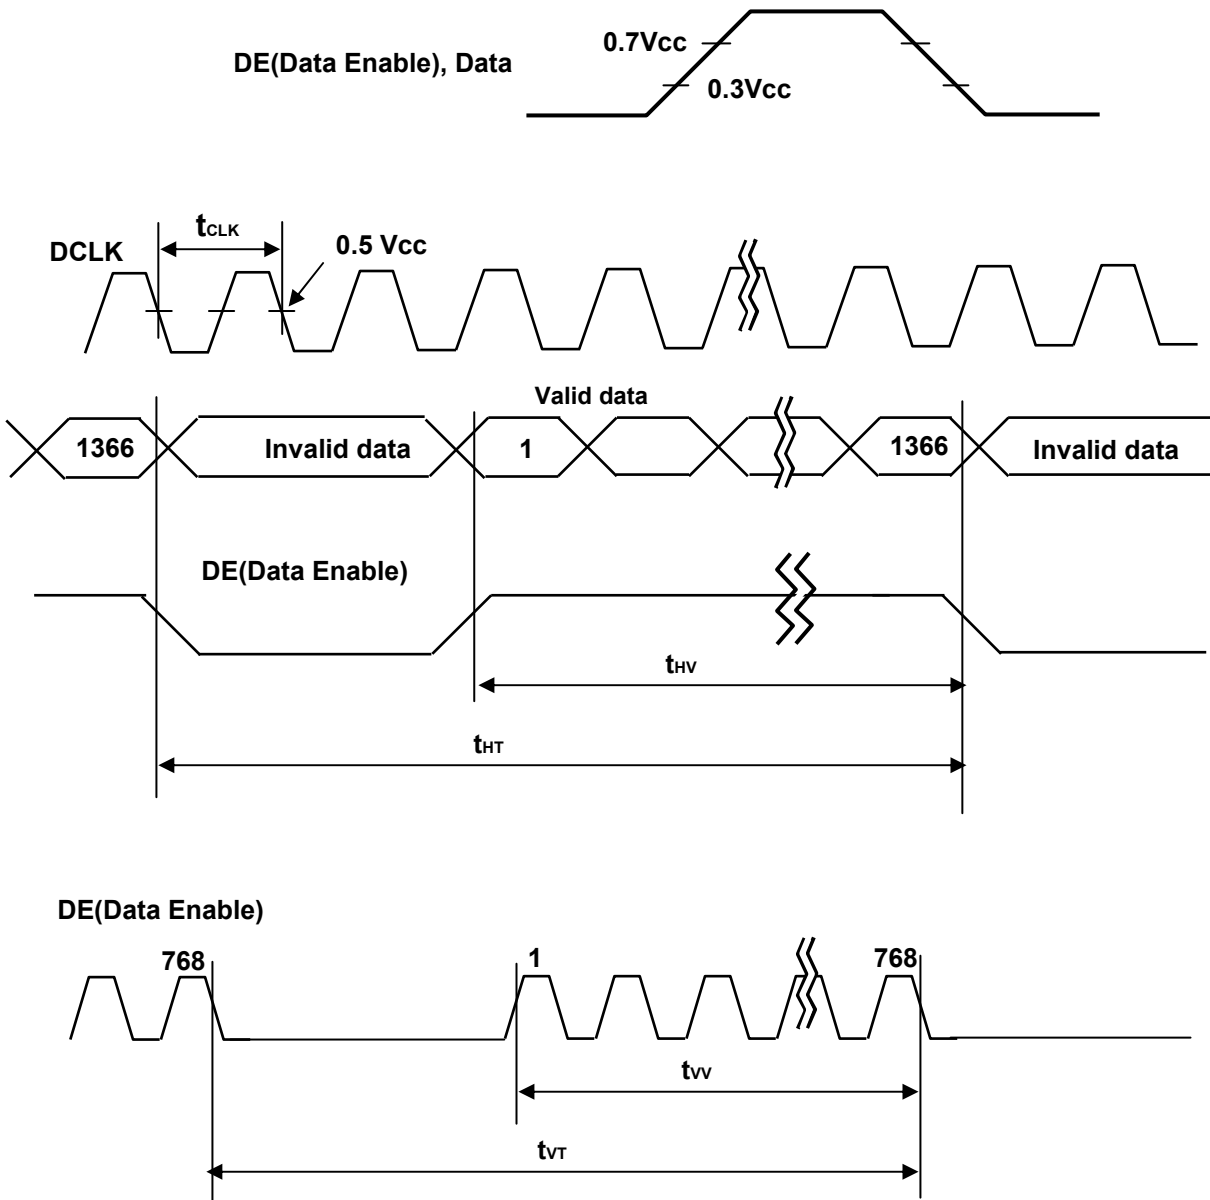 0.7Vcc
DE(Data Enable), Data
0.3Vcc
tCLK
DCLK
0.5 Vcc
Valid data
1366
Invalid data
1
1366
Invalid data
DE(Data Enable)
tHV
tHT
DE(Data Enable)
768
1
768
tVV
tVT